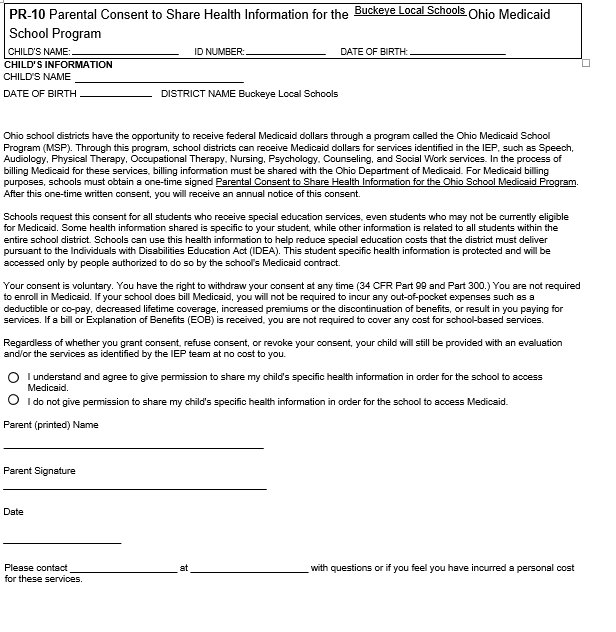 PR-10 Parental Consent to Share Health Information for the Buckeye Local Schools Ohio Medicaid
School Program
CHILD'S NAME: ID NUMBER: DATE OF BIRTH:
CHILD'S INFORMATION
CHILD'S NAME
DATE OF BIRTH DISTRICT NAME Buckeye Local Schools
Ohio school districts have the opportunity to receive federal Medicaid dollars through a program called the Ohio Medicaid School
Program (MSP). Through this program, school districts can receive Medicaid dollars for services identified in the IEP, such as Speech,
Audiology, Physical Therapy, Occupational Therapy, Nursing, Psychology, Counseling, and Social Work services. In the process of
billing Medicaid for these services, billing information must be shared with the Ohio Department of Medicaid. For Medicaid billing
purposes, schools must obtain a one-time signed Parental Consent to Share Health Information for the Ohio School Medicaid Program.
After this one-time written consent, you will receive an annual notice of this consent.
Schools request this consent for all students who receive special education services, even students who may not be currently eligible
for Medicaid. Some health information shared is specific to your student, while other information is related to all students within the
entire school district. Schools can use this health information to help reduce special education costs that the district must deliver
pursuant to the Individuals with Disabilities Education Act (IDEA). This student specific health information is protected and will be
accessed only by people authorized to do so by the school's Medicaid contract.
Your consent is voluntary. You have the right to withdraw your consent at any time (34 CFR Part 99 and Part 300.) You are not required
to enroll in Medicaid. If your school does bill Medicaid, you will not be required to incur any out-of-pocket expenses such as a
deductible or co-pay, decreased lifetime coverage, increased premiums or the discontinuation of benefits, or result in you paying for
services. If a bill or Explanation of Benefits (EOB) is received, you are not required to cover any cost for school-based services.
Regardless of whether you grant consent, refuse consent, or revoke your consent, your child will still be provided with an evaluation
and/or the services as identified by the IEP team at no cost to you.
I understand and agree to give permission to share my child's specific health information in order for the school to access
Medicaid.
I do not give permission to share my child's specific health information in order for the school to access Medicaid.
Parent (printed) Name
Parent Signature
Date
Please contact at with questions or if you feel you have incurred a personal cost
for these services.